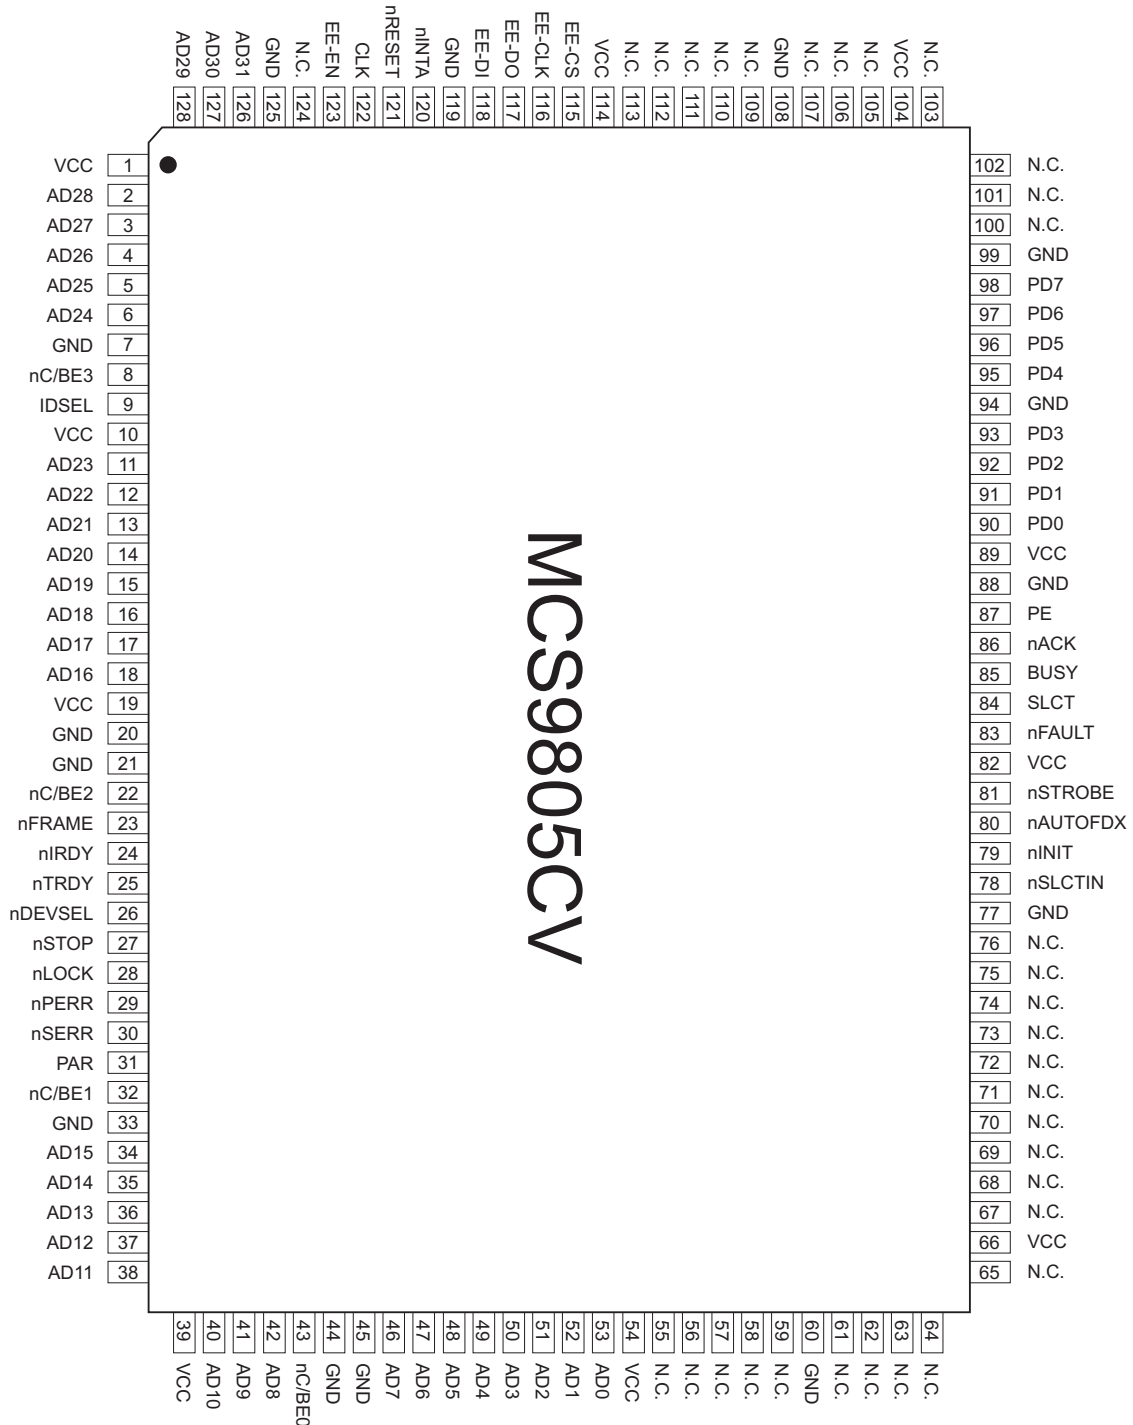 AD29 AD30 AD31 GND N.C. EE-EN CLK nRESET nINTA GND EE-DI EE-DO EE-CLK EE-CS VCC N.C. N.C. N.C. N.C. N.C. GND N.C. N.C. N.C. VCC N.C.
128 127 126 125 124 123 122 121 120 119 118 117 116 115 114 113 112 111 110 109 108 107 106 105 104 103
VCC 1 102 N.C.
AD28 2 101 N.C.
AD27 3 100 N.C.
AD26 4 99 GND
AD25 5 98 PD7
AD24 6 97 PD6
GND 7 96 PD5
nC/BE3 8 95 PD4
IDSEL 9 94 GND
VCC 10 93 PD3
AD23 11 92 PD2
AD22 12 91 PD1
AD21 13 90 PD0
AD20 14 89 VCC
AD19 15 88 GND
AD18 16 87 PE
AD17 17 86 nACK
AD16 18 85 BUSY
VCC 19 84 SLCT
GND 20 83 nFAULT
GND 21 82 VCC
nC/BE2 22 81 nSTROBE
nFRAME 23 80 nAUTOFDX
nIRDY 24 79 nINIT
nTRDY 25 78 nSLCTIN
nDEVSEL 26 77 GND
nSTOP 27 76 N.C.
nLOCK 28 75 N.C.
nPERR 29 74 N.C.
nSERR 30 73 N.C.
PAR 31 72 N.C.
nC/BE1 32 71 N.C.
GND 33 70 N.C.
AD15 34 69 N.C.
AD14 35 68 N.C.
AD13 36 67 N.C.
AD12 37 66 VCC
AD11 38 65 N.C.
MCS9805CV
39 40 41 42 43 44 45 46 47 48 49 50 51 52 53 54 55 56 57 58 59 60 61 62 63 64
VCC AD10 AD9 AD8 nC/BE0 GND GND AD7 AD6 AD5 AD4 AD3 AD2 AD1 AD0 VCC N.C. N.C. N.C. N.C. N.C. GND N.C. N.C. N.C. N.C.